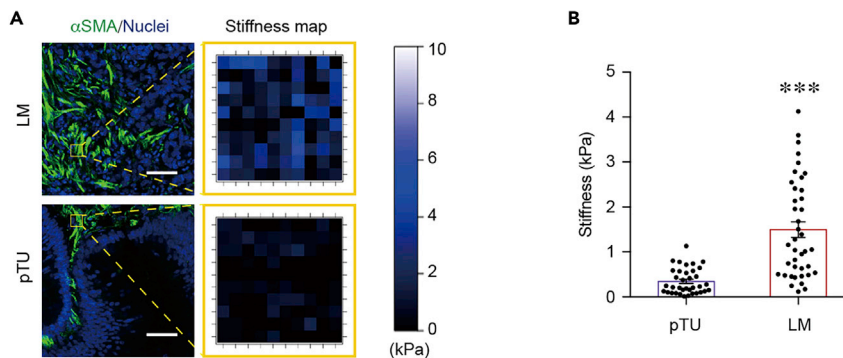 A
αSMA/Nuclei
Stiffness map
LM
pTU
10
8
6
4
2
0
(kPa)
B
***
Stiffness (kPa)
5
4
3
2
1
0
pTU
LM